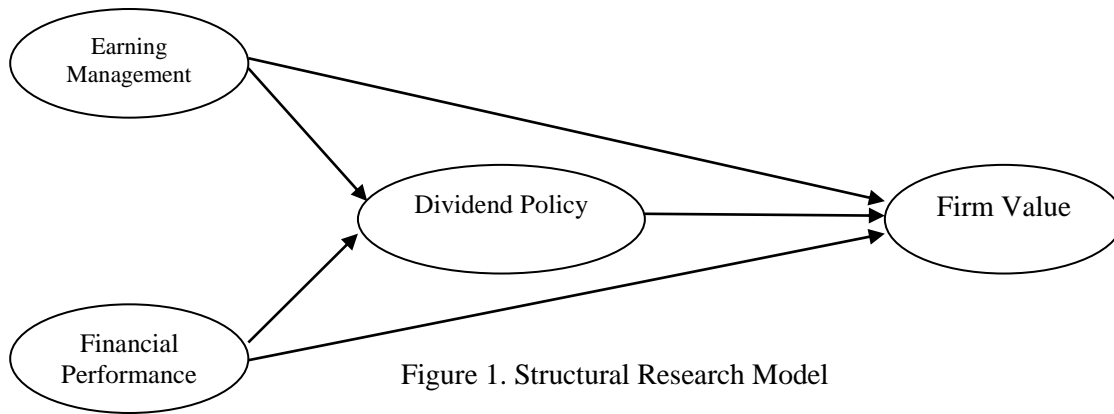 Earning
Management
Dividend Policy
Firm Value
Financial
Performance
Figure 1. Structural Research Model